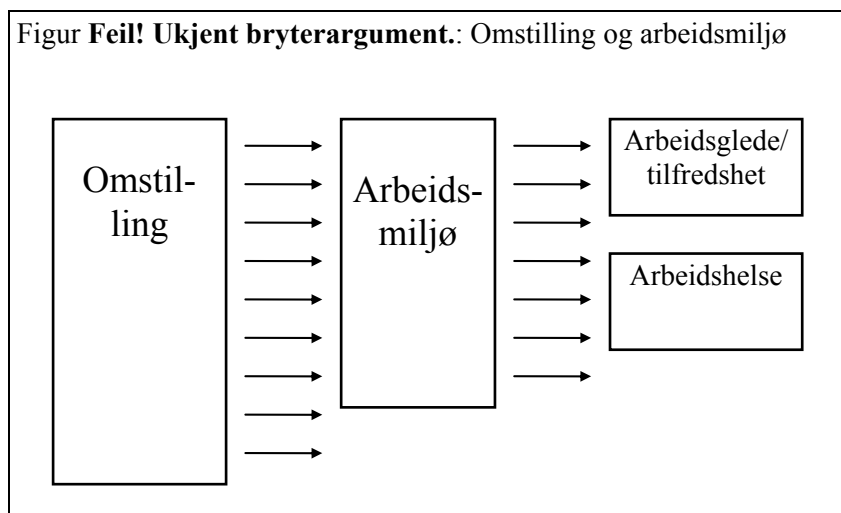 Figur Feil! Ukjent bryterargument.: Omstilling og arbeidsmiljø
Omstil-
ling
Arbeids-
miljø
Arbeidsglede/
tilfredshet
Arbeidshelse